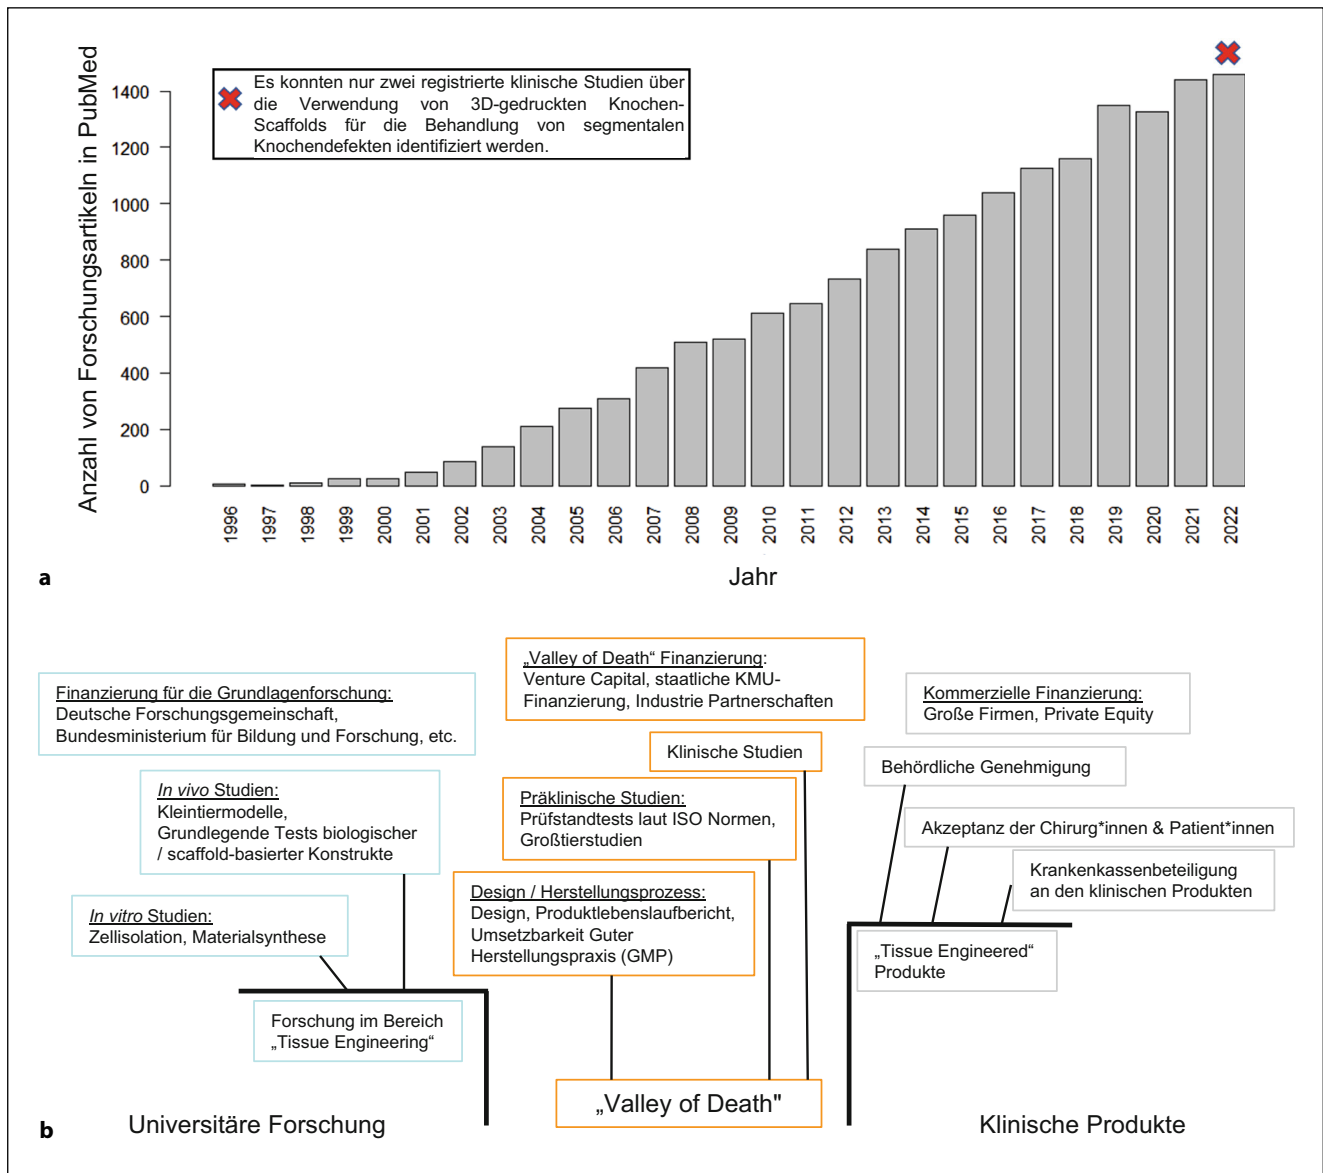 Anzahl von Forschungsartikeln in PubMed
1400
1200
1000
800
600
400
200
0
Es konnten nur zwei registrierte klinische Studien über
die Verwendung von 3D-gedruckten Knochen-
Scaffolds für die Behandlung von segmentalen
Knochendefekten identifiziert werden.
1996
1997
1998
1999
2000
2001
2002
2003
2004
2005
2006
2007
2008
2009
2010
2011
2012
2013
2014
2015
2016
2017
2018
2019
2020
2021
2022
Jahr
a
Finanzierung für die Grundlagenforschung:
Deutsche Forschungsgemeinschaft,
Bundesministerium für Bildung und Forschung, etc.
In vivo Studien:
Kleintiermodelle,
Grundlegende Tests biologischer
/ scaffold-basierter Konstrukte
In vitro Studien:
Zellisolation, Materialsynthese
Forschung im Bereich
„Tissue Engineering“
Universitäre Forschung
„Valley of Death“ Finanzierung:
Venture Capital, staatliche KMU-
Finanzierung, Industrie Partnerschaften
Klinische Studien
Präklinische Studien:
Prüfstandtests laut ISO Normen,
Großtierstudien
Design / Herstellungsprozess:
Design, Produktlebenslaufbericht,
Umsetzbarkeit Guter
Herstellungspraxis (GMP)
„Valley of Death"
Kommerzielle Finanzierung:
Große Firmen, Private Equity
Behördliche Genehmigung
Akzeptanz der Chirurg*innen & Patient*innen
Krankenkassenbeteiligung
an den klinischen Produkten
„Tissue Engineered“
Produkte
Klinische Produkte
b